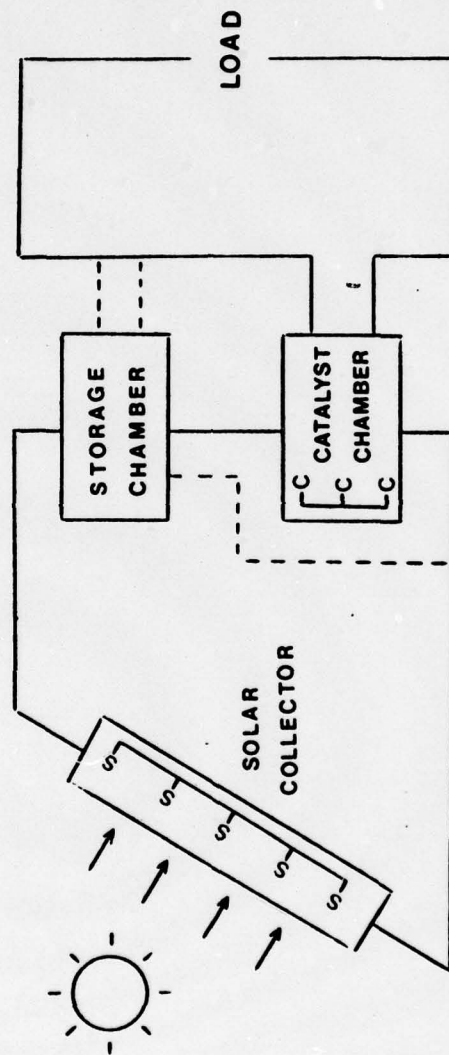 S
S
S
S
S
SOLAR
COLLECTOR
STORAGE
CHAMBER
C CATALYST
C CHAMBER
C
LOAD